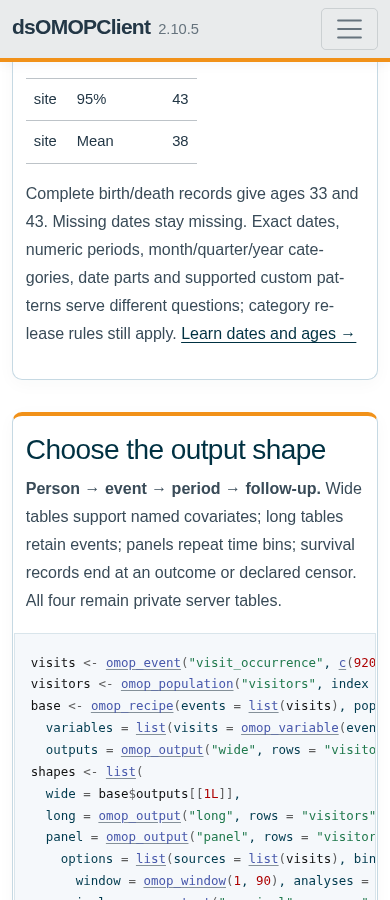 dsOMOPClient 2.10.5
site 95% 43
site Mean 38
Complete birth/death records give ages 33 and
43. Missing dates stay missing. Exact dates,
numeric periods, month/quarter/year cate-
gories, date parts and supported custom pat-
terns serve different questions; category re-
lease rules still apply. Learn dates and ages →
Choose the output shape
Person → event → period → follow-up. Wide
tables support named covariates; long tables
retain events; panels repeat time bins; survival
records end at an outcome or declared censor.
All four remain private server tables.
visits <- omop_event("visit_occurrence", c(920
visitors <- omop_population("visitors", index
base <- omop_recipe(events = list(visits), pop
variables = list(visits = omop_variable(even
outputs = omop_output("wide", rows = "visito
shapes <- list(
wide = base$outputs[[1L]],
long = omop_output("long", rows = "visitors"
panel = omop_output("panel", rows = "visitor
options = list(sources = list(visits), bin
window = omop_window(1, 90), analyses =